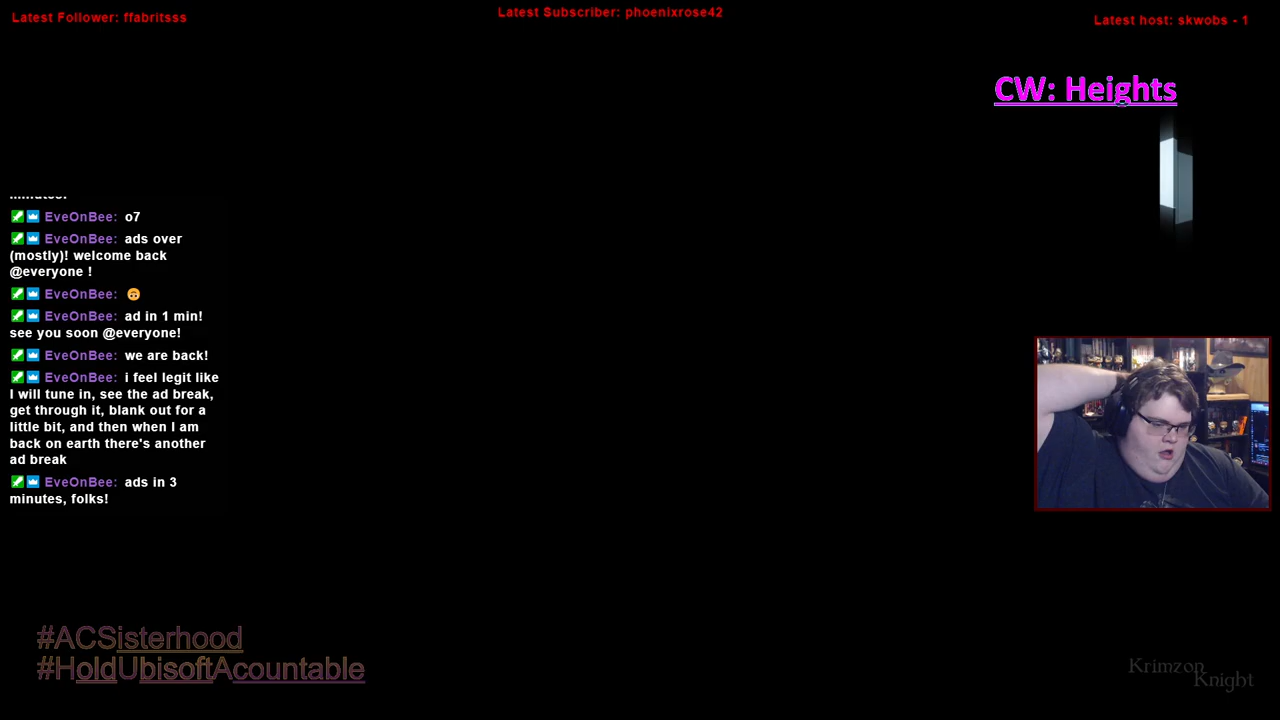 Latest Follower: ffabritsss
Latest Subscriber: phoenixrose42
Latest host: skwobs - 1
CW: Heights
minutes!
EveOnBee: o7
EveOnBee: ads over
(mostly)! welcome back
@everyone !
EveOnBee: 🙃
EveOnBee: ad in 1 min!
see you soon @everyone!
EveOnBee: we are back!
EveOnBee: i feel legit like
I will tune in, see the ad break,
get through it, blank out for a
little bit, and then when I am
back on earth there's another
ad break
EveOnBee: ads in 3
minutes, folks!
#ACSisterhood
#HoldUbisoftAcountable
Krimzon
Knight